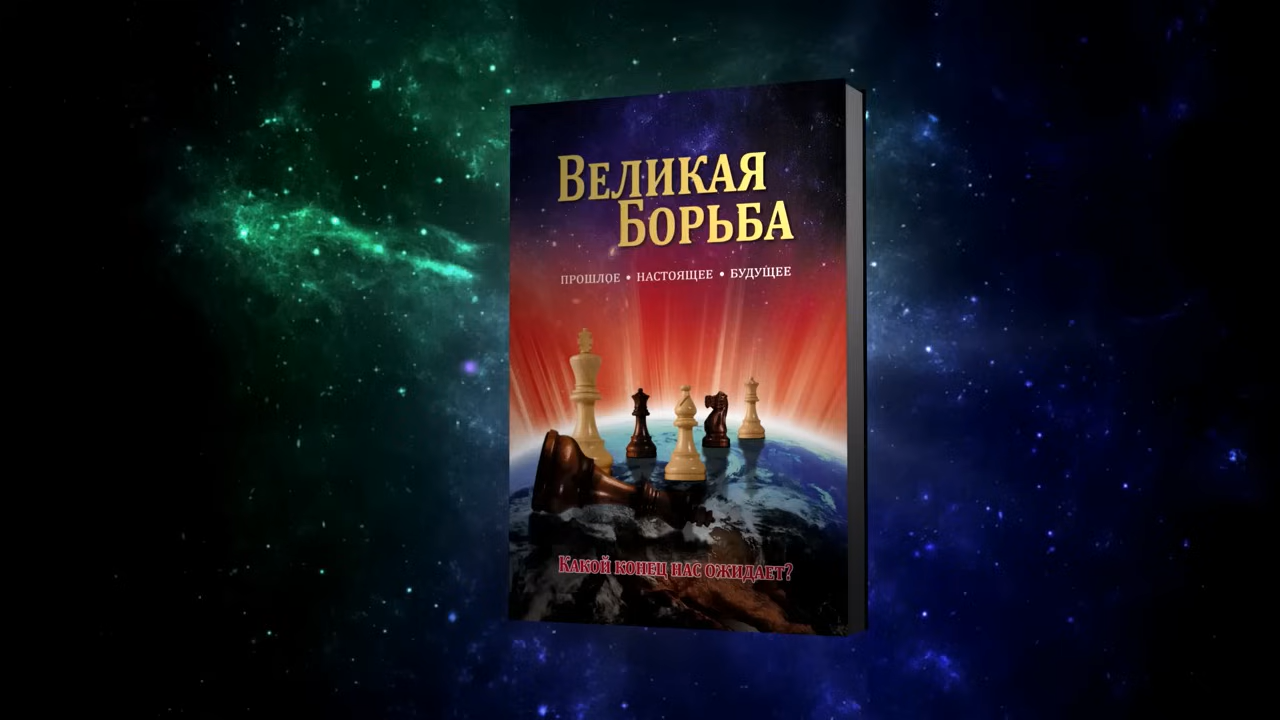 Великая
Борьба
ПРОШЛОЕ • НАСТОЯЩЕЕ • БУДУЩЕЕ
Какой конец нас ожидает?